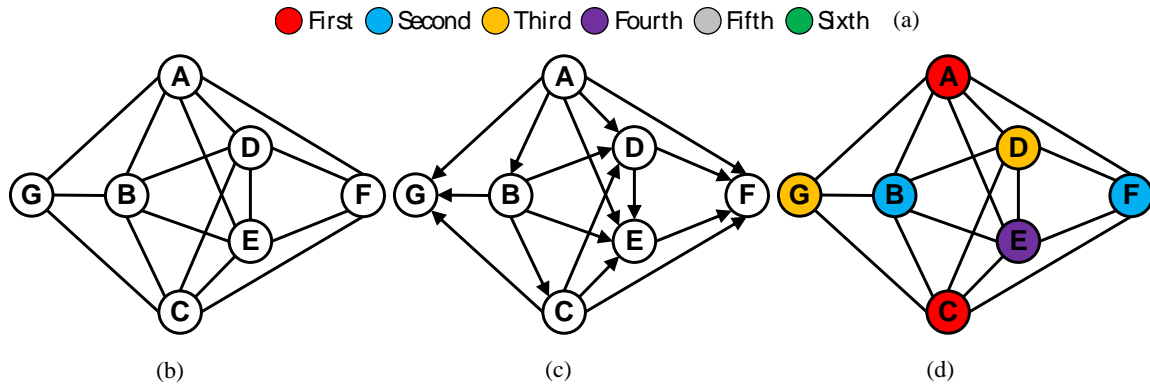 First Second Third Fourth Fifth Sixth (a)
A A A
D D D
G B F G B F G B F
E E E
C C C
(b) (c) (d)